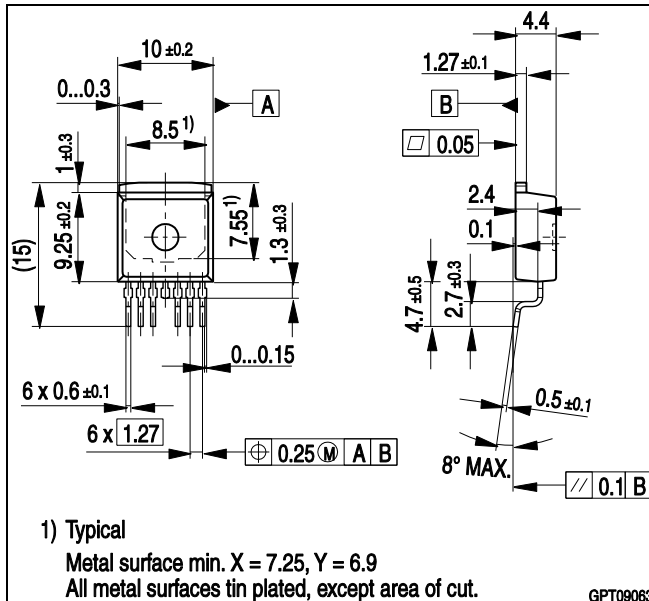 4.4
10 ±0.2
1.27 ±0.1
0...0.3
A
B
8.5 1)
0.05
1 ±0.3
7.55 1)
2.4
9.25 ±0.2
(15)
1.3 ±0.3
0.1
4.7 ±0.5
2.7 ±0.3
0...0.15
6 x 0.6 ±0.1
0.5 ±0.1
6 x 1.27
0.25 Ⓜ A B
8° MAX.
// 0.1 B
1) Typical
Metal surface min. X = 7.25, Y = 6.9
All metal surfaces tin plated, except area of cut.
GPT09063